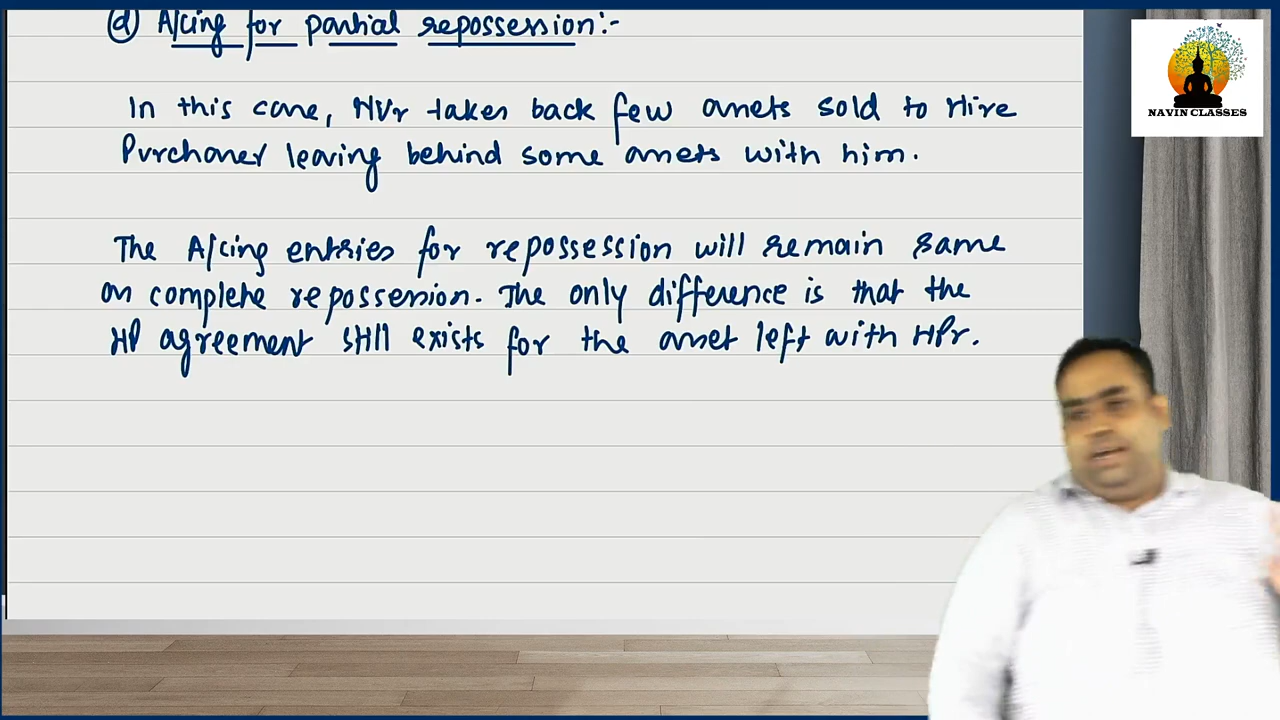 (d) A/cing for partial repossession:-
In this case, HVr takes back few assets sold to Hire
Purchaser leaving behind some assets with him.
The A/cing entries for repossession will remain same
as complete repossession. The only difference is that the
HP agreement still exists for the asset left with HPr.
NAVIN CLASSES